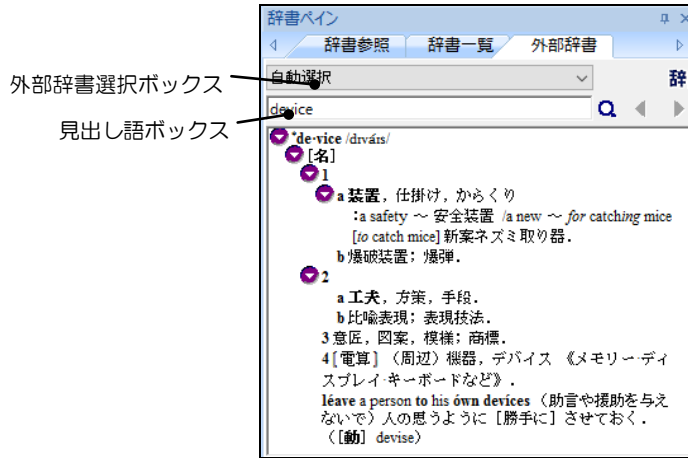 辞書ペイン
辞書参照 辞書一覧 外部辞書
外部辞書選択ボックス
自動選択 辞
見出し語ボックス
device
*de·vice /dɪváɪs/
[名]
1
a 装置，仕掛け，からくり
:a safety ～ 安全装置 /a new ～ for catching mice
[to catch mice] 新案ネズミ取り器．
b 爆破装置；爆弾．
2
a 工夫，方策，手段．
b 比喩表現；表現技法．
3 意匠，図案，模様；商標．
4 [電算] （周辺）機器，デバイス 《メモリー·ディ
スプレイ·キーボードなど》．
léave a person to his ówn devíces（助言や援助を与え
ないで）人の思うように［勝手に］させておく．
（[動] devise）